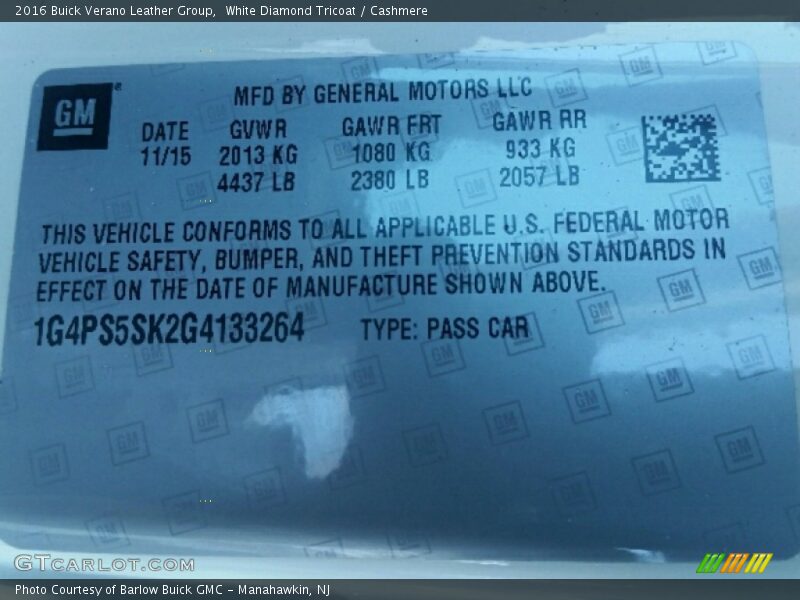 2016 Buick Verano Leather Group,  White Diamond Tricoat / Cashmere
GM®
MFD BY GENERAL MOTORS LLC
DATE GVWR GAWR FRT GAWR RR
11/15 2013 KG 1080 KG 933 KG
4437 LB 2380 LB 2057 LB
THIS VEHICLE CONFORMS TO ALL APPLICABLE U.S. FEDERAL MOTOR
VEHICLE SAFETY, BUMPER, AND THEFT PREVENTION STANDARDS IN
EFFECT ON THE DATE OF MANUFACTURE SHOWN ABOVE.
1G4PS5SK2G4133264 TYPE: PASS CAR
GTCARLOT.COM
Photo Courtesy of Barlow Buick GMC – Manahawkin, NJ